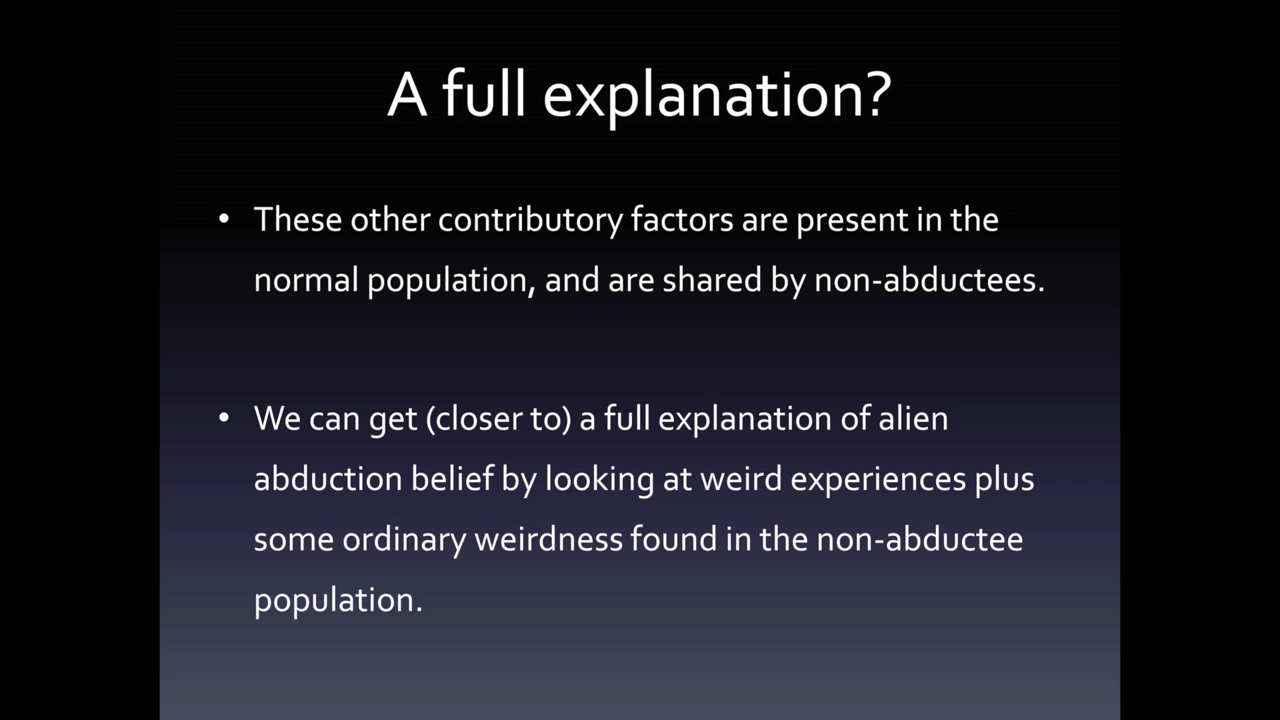 A full explanation?
• These other contributory factors are present in the
normal population, and are shared by non-abductees.
• We can get (closer to) a full explanation of alien
abduction belief by looking at weird experiences plus
some ordinary weirdness found in the non-abductee
population.